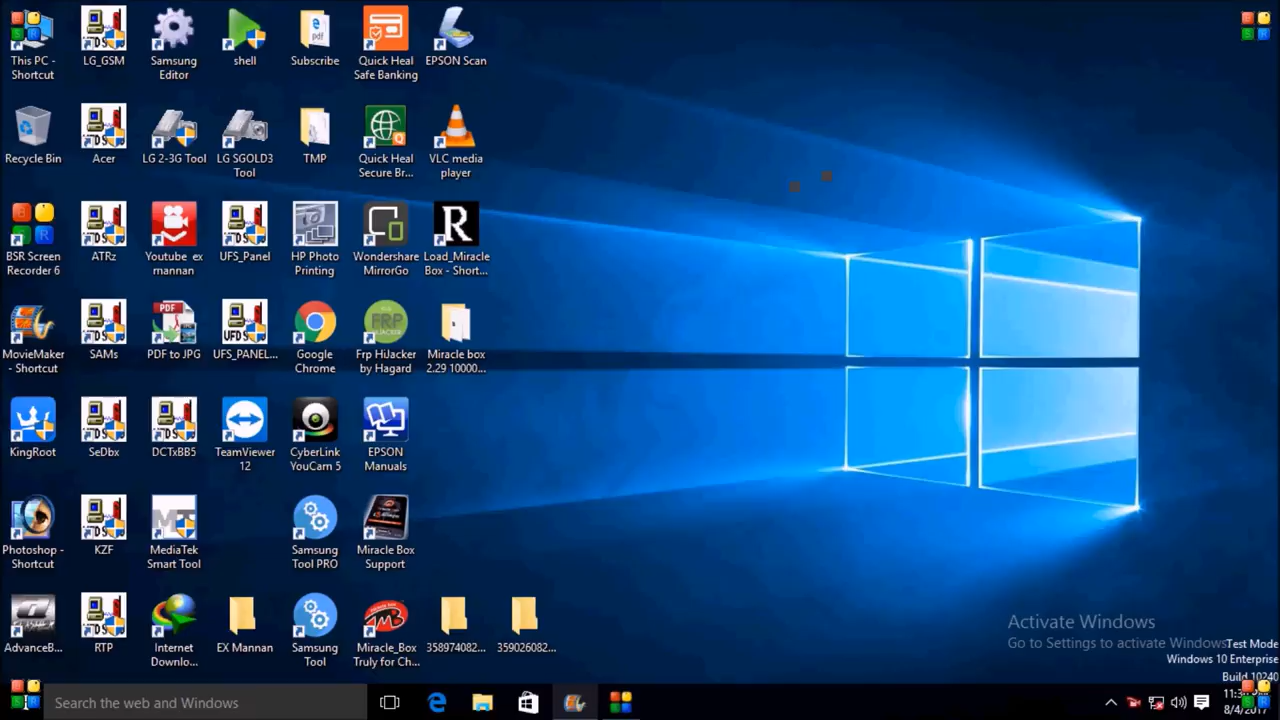 This PC -
Shortcut
LG_GSM
Samsung
Editor
shell
Subscribe
Quick Heal
Safe Banking
EPSON Scan
Recycle Bin
Acer
LG 2-3G Tool
LG SGOLD3
Tool
TMP
Quick Heal
Secure Br...
VLC media
player
BSR Screen
Recorder 6
ATRz
Youtube ex
mannan
UFS_Panel
HP Photo
Printing
Wondershare
MirrorGo
Load_Miracle
Box - Short...
MovieMaker
- Shortcut
SAMs
PDF to JPG
UFS_PANEL...
Google
Chrome
Frp HiJacker
by Hagard
Miracle box
2.29 10000...
KingRoot
SeDbx
DCTxBB5
TeamViewer
12
CyberLink
YouCam 5
EPSON
Manuals
Photoshop -
Shortcut
KZF
MediaTek
Smart Tool
Samsung
Tool PRO
Miracle Box
Support
AdvanceB...
RTP
Internet
Downlo...
EX Mannan
Samsung
Tool
Miracle_Box
Truly for Ch...
358974082...
359026082...
Activate Windows
Go to Settings to activate Windows
Test Mode
Windows 10 Enterprise
Build 10240
Search the web and Windows
8/4/2017